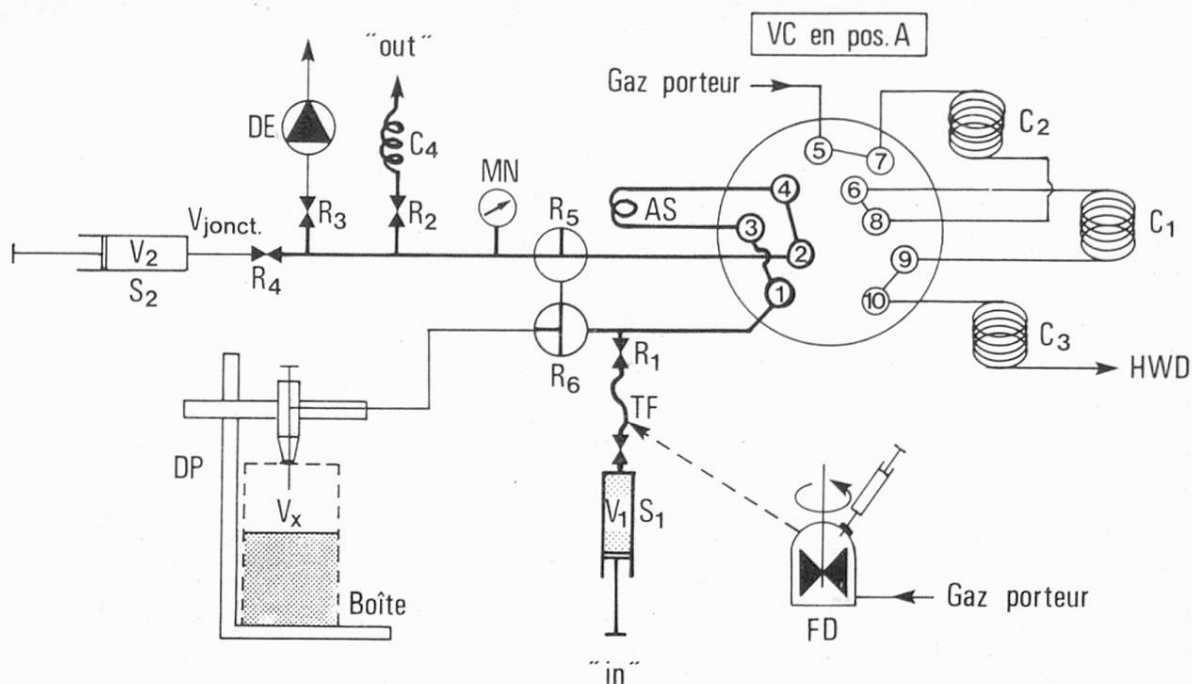 VC en pos. A
"out"
Gaz porteur
DE
C4
C2
MN
5
7
4
6
R3
R2
R5
AS
3
8
C1
Vjonct.
V2
2
9
S2
R4
1
10
C3
R6
R1
HWD
TF
DP
Vx
V1
S1
Boîte
Gaz porteur
FD
"in"